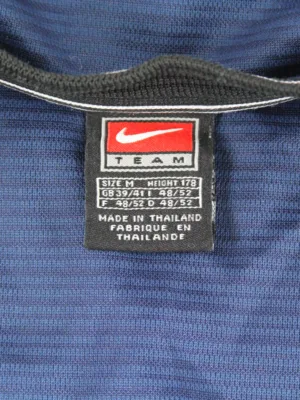 TEAM
SIZE M HEIGHT 178
GB 39/41 I 48/52
F 48/52 D 48/52
MADE IN THAILAND
FABRIQUE EN
THAILANDE